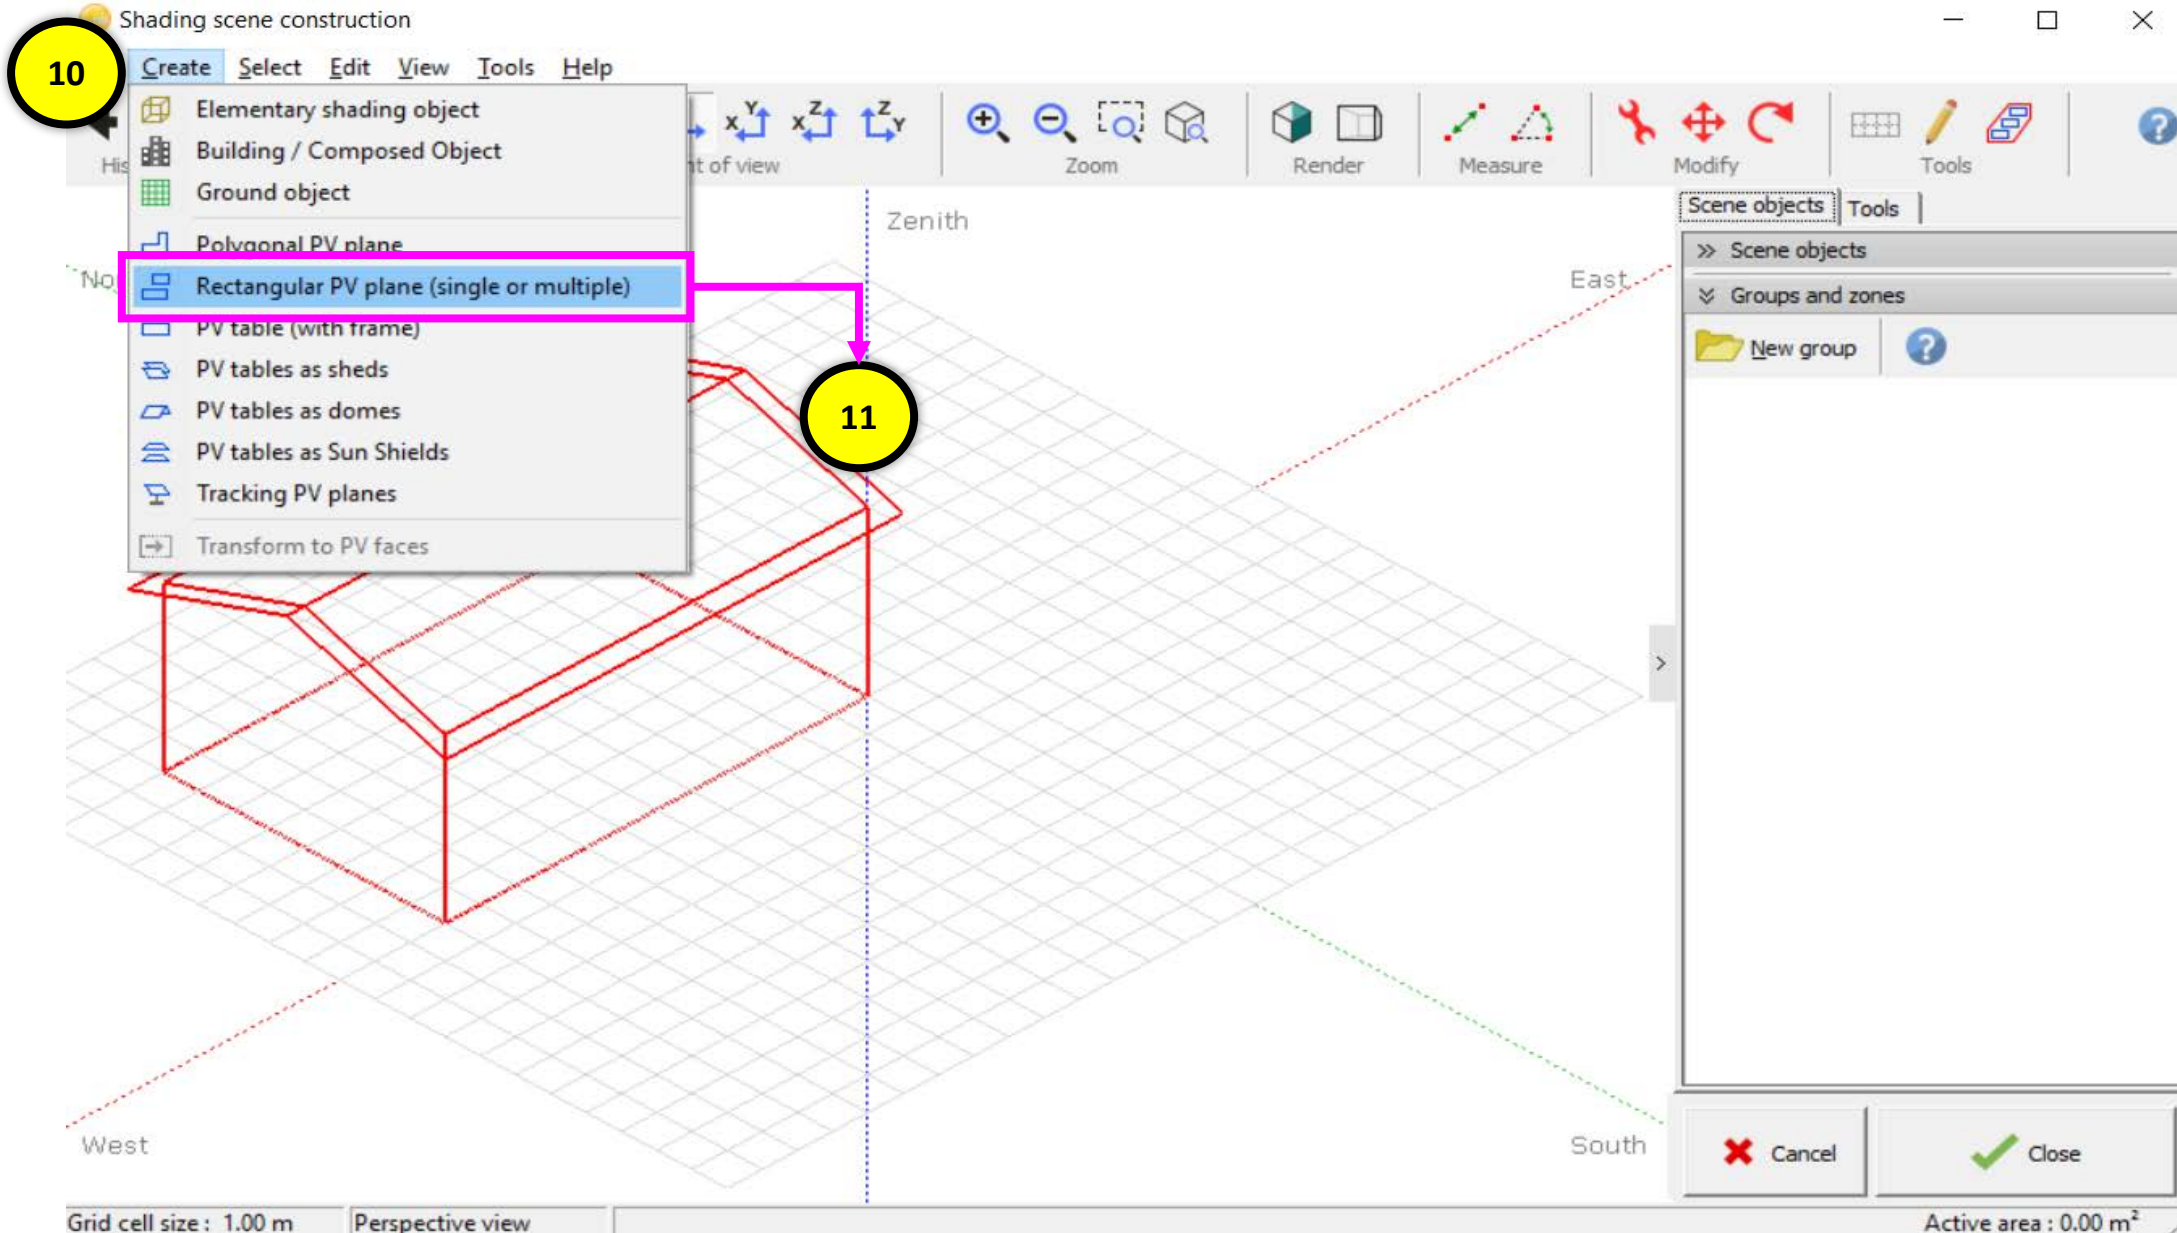 Shading scene construction
10
Create Select Edit View Tools Help
Elementary shading object
Building / Composed Object
Ground object
Polygonal PV plane
Rectangular PV plane (single or multiple)
PV table (with frame)
PV tables as sheds
PV tables as domes
PV tables as Sun Shields
Tracking PV planes
Transform to PV faces
X Y X Z Z Y
of view Zoom Render Measure Modify Tools
Zenith
East
11
West
South
Scene objects Tools
Scene objects
Groups and zones
New group
Cancel Close
Grid cell size : 1.00 m Perspective view Active area : 0.00 m²